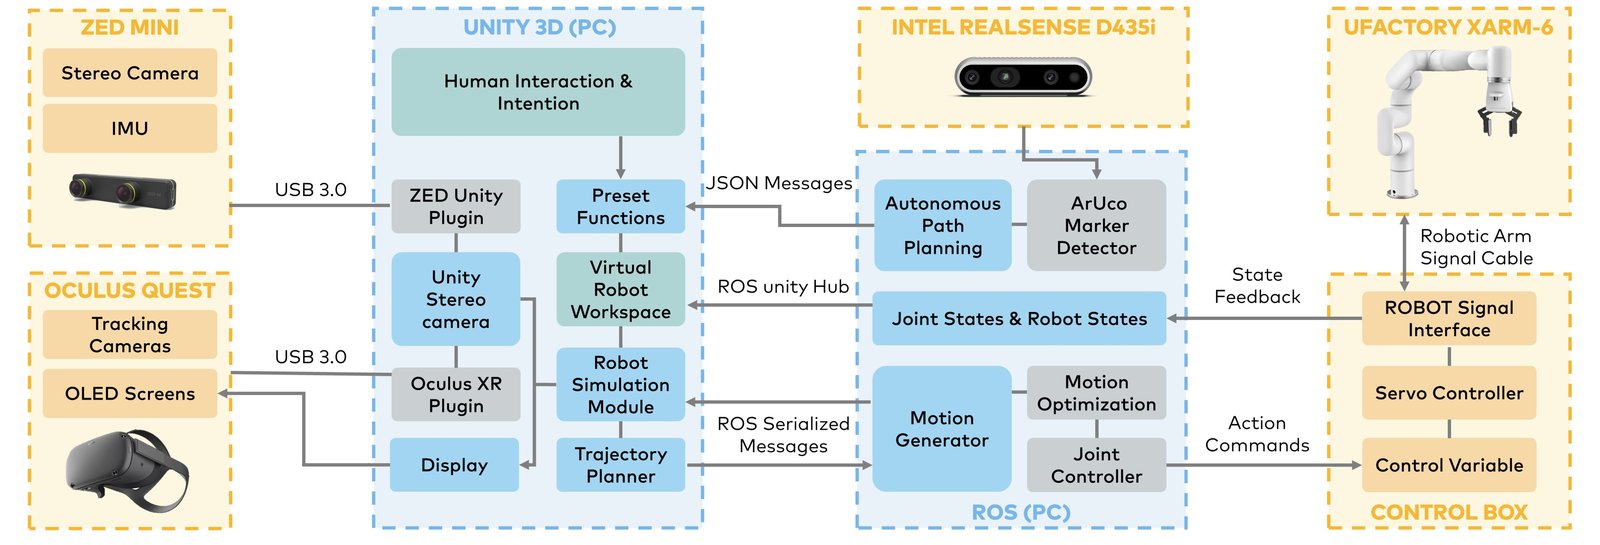 ZED MINI
Stereo Camera
IMU
USB 3.0
OCULUS QUEST
Tracking
Cameras
OLED Screens
USB 3.0
UNITY 3D (PC)
Human Interaction &
Intention
ZED Unity
Plugin
Preset
Functions
Unity
Stereo
camera
Virtual
Robot
Workspace
Oculus XR
Plugin
Robot
Simulation
Module
Display
Trajectory
Planner
JSON Messages
ROS unity Hub
ROS Serialized
Messages
INTEL REALSENSE D435i
Autonomous
Path
Planning
ArUco
Marker
Detector
Joint States & Robot States
Motion
Generator
Motion
Optimization
Joint
Controller
ROS (PC)
State
Feedback
Action
Commands
UFACTORY XARM-6
Robotic Arm
Signal Cable
ROBOT Signal
Interface
Servo Controller
Control Variable
CONTROL BOX